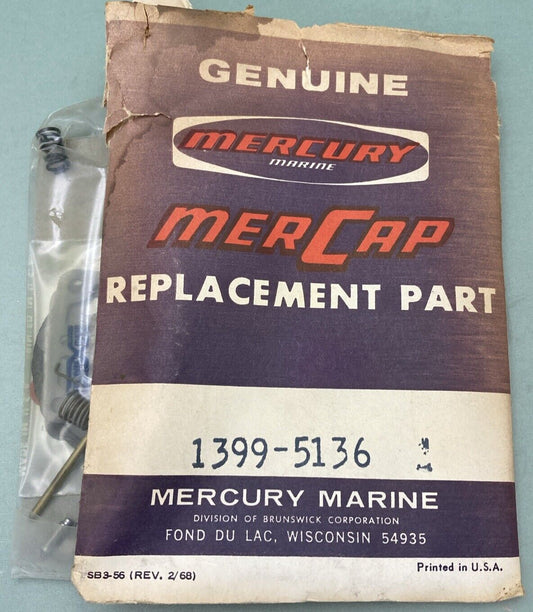 GENUINE
MERCURY
MARINE
MERCAP
REPLACEMENT PART
1399-5136 1
MERCURY MARINE
DIVISION OF BRUNSWICK CORPORATION
FOND DU LAC, WISCONSIN 54935
SB3-56 (REV. 2/68)
Printed in U.S.A.